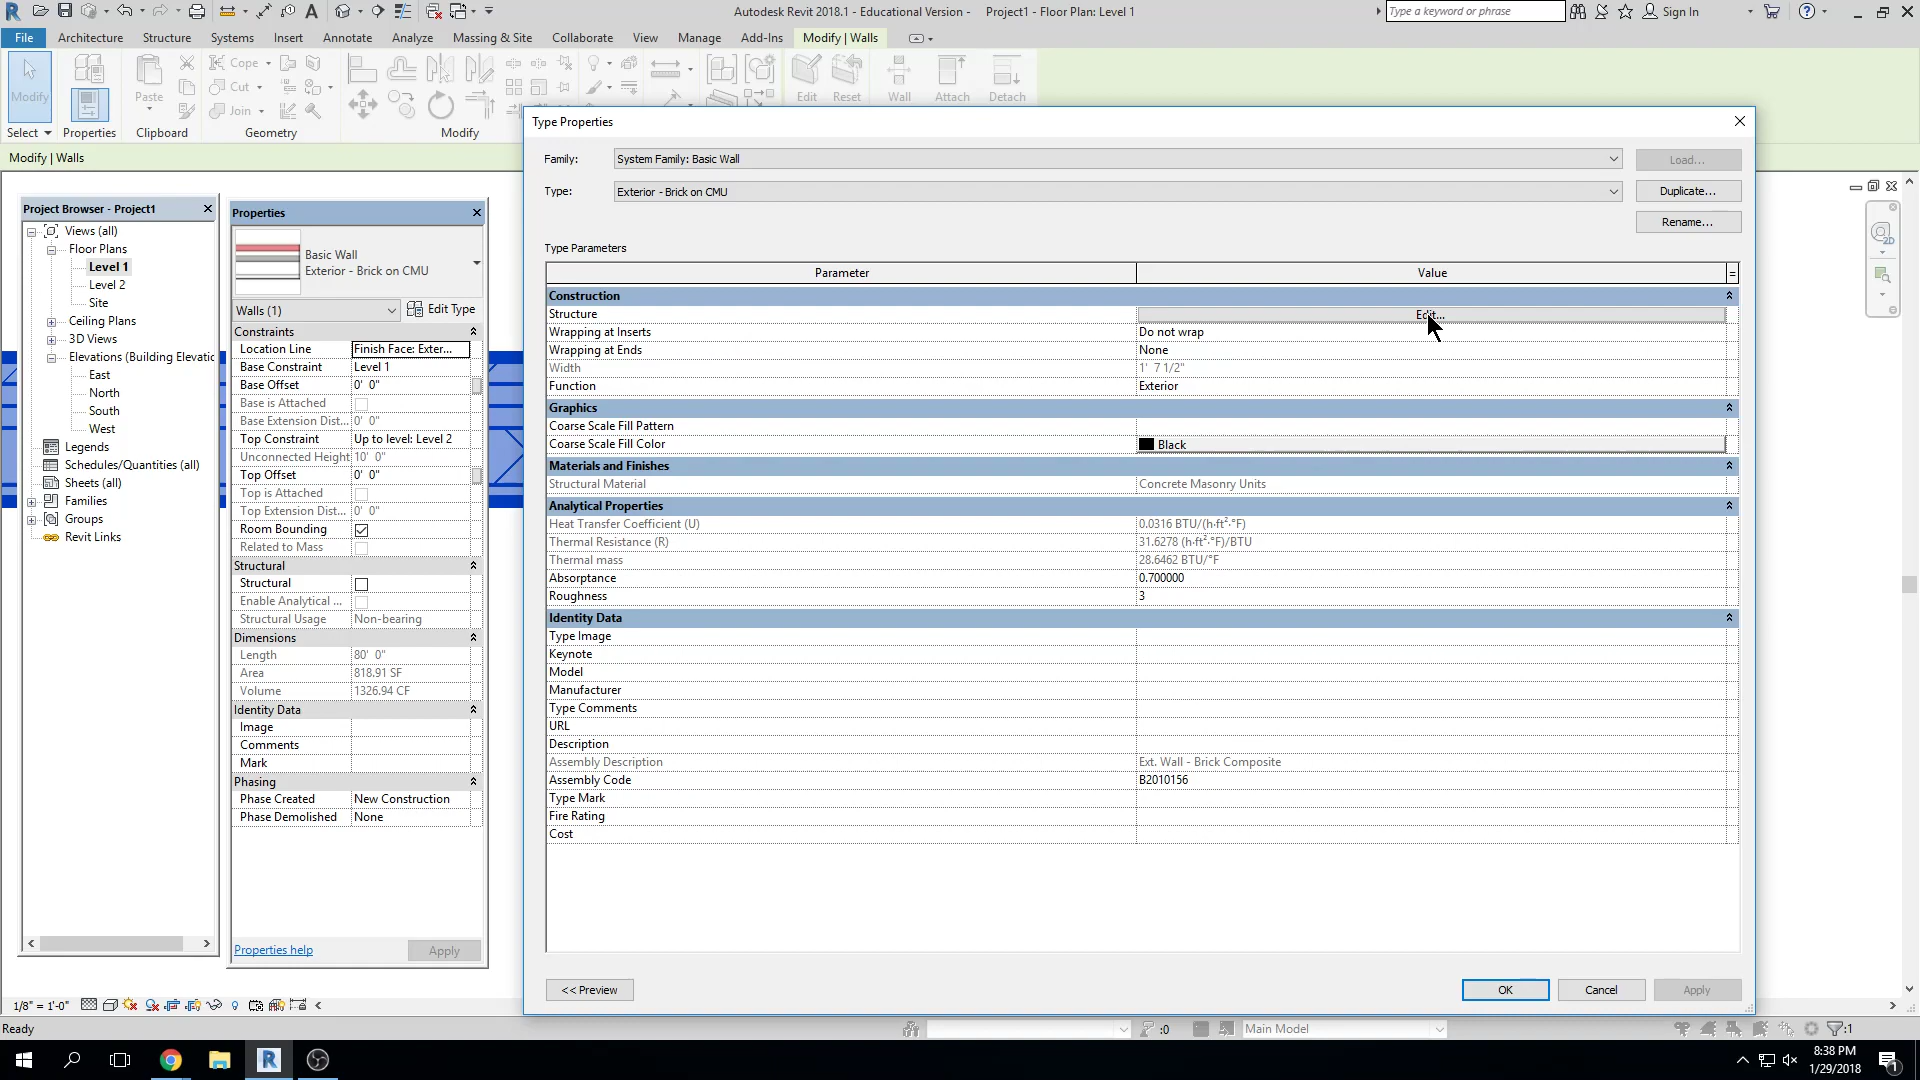 Autodesk Revit 2018.1 - Educational Version - Project1 - Floor Plan: Level 1
Type a keyword or phrase
Sign In
File Architecture Structure Systems Insert Annotate Analyze Massing & Site Collaborate View Manage Add-Ins Modify | Walls
Cope
Cut
Join
Modify Paste Edit Reset Wall Attach Detach
Select Properties Clipboard Geometry Modify
Modify | Walls
Project Browser - Project1
Views (all)
Floor Plans
Level 1
Level 2
Site
Ceiling Plans
3D Views
Elevations (Building Elevatic
East
North
South
West
Legends
Schedules/Quantities (all)
Sheets (all)
Families
Groups
Revit Links
Properties
Basic Wall
Exterior - Brick on CMU
Walls (1) Edit Type
Constraints
Location Line Finish Face: Exter...
Base Constraint Level 1
Base Offset 0' 0"
Base is Attached
Base Extension Dist... 0' 0"
Top Constraint Up to level: Level 2
Unconnected Height 10' 0"
Top Offset 0' 0"
Top is Attached
Top Extension Dist... 0' 0"
Room Bounding
Related to Mass
Structural
Structural
Enable Analytical ...
Structural Usage Non-bearing
Dimensions
Length 80' 0"
Area 818.91 SF
Volume 1326.94 CF
Identity Data
Image
Comments
Mark
Phasing
Phase Created New Construction
Phase Demolished None
Properties help Apply
Type Properties
Family: System Family: Basic Wall Load...
Type: Exterior - Brick on CMU Duplicate...
Rename...
Type Parameters
Parameter Value =
Construction
Structure Edit...
Wrapping at Inserts Do not wrap
Wrapping at Ends None
Width 1' 7 1/2"
Function Exterior
Graphics
Coarse Scale Fill Pattern
Coarse Scale Fill Color Black
Materials and Finishes
Structural Material Concrete Masonry Units
Analytical Properties
Heat Transfer Coefficient (U) 0.0316 BTU/(h·ft²·°F)
Thermal Resistance (R) 31.6278 (h·ft²·°F)/BTU
Thermal mass 28.6462 BTU/°F
Absorptance 0.700000
Roughness 3
Identity Data
Type Image
Keynote
Model
Manufacturer
Type Comments
URL
Description
Assembly Description Ext. Wall - Brick Composite
Assembly Code B2010156
Type Mark
Fire Rating
Cost
<< Preview OK Cancel Apply
2D
1/8" = 1'-0"
Ready :0 Main Model :1
8:38 PM
1/29/2018
1